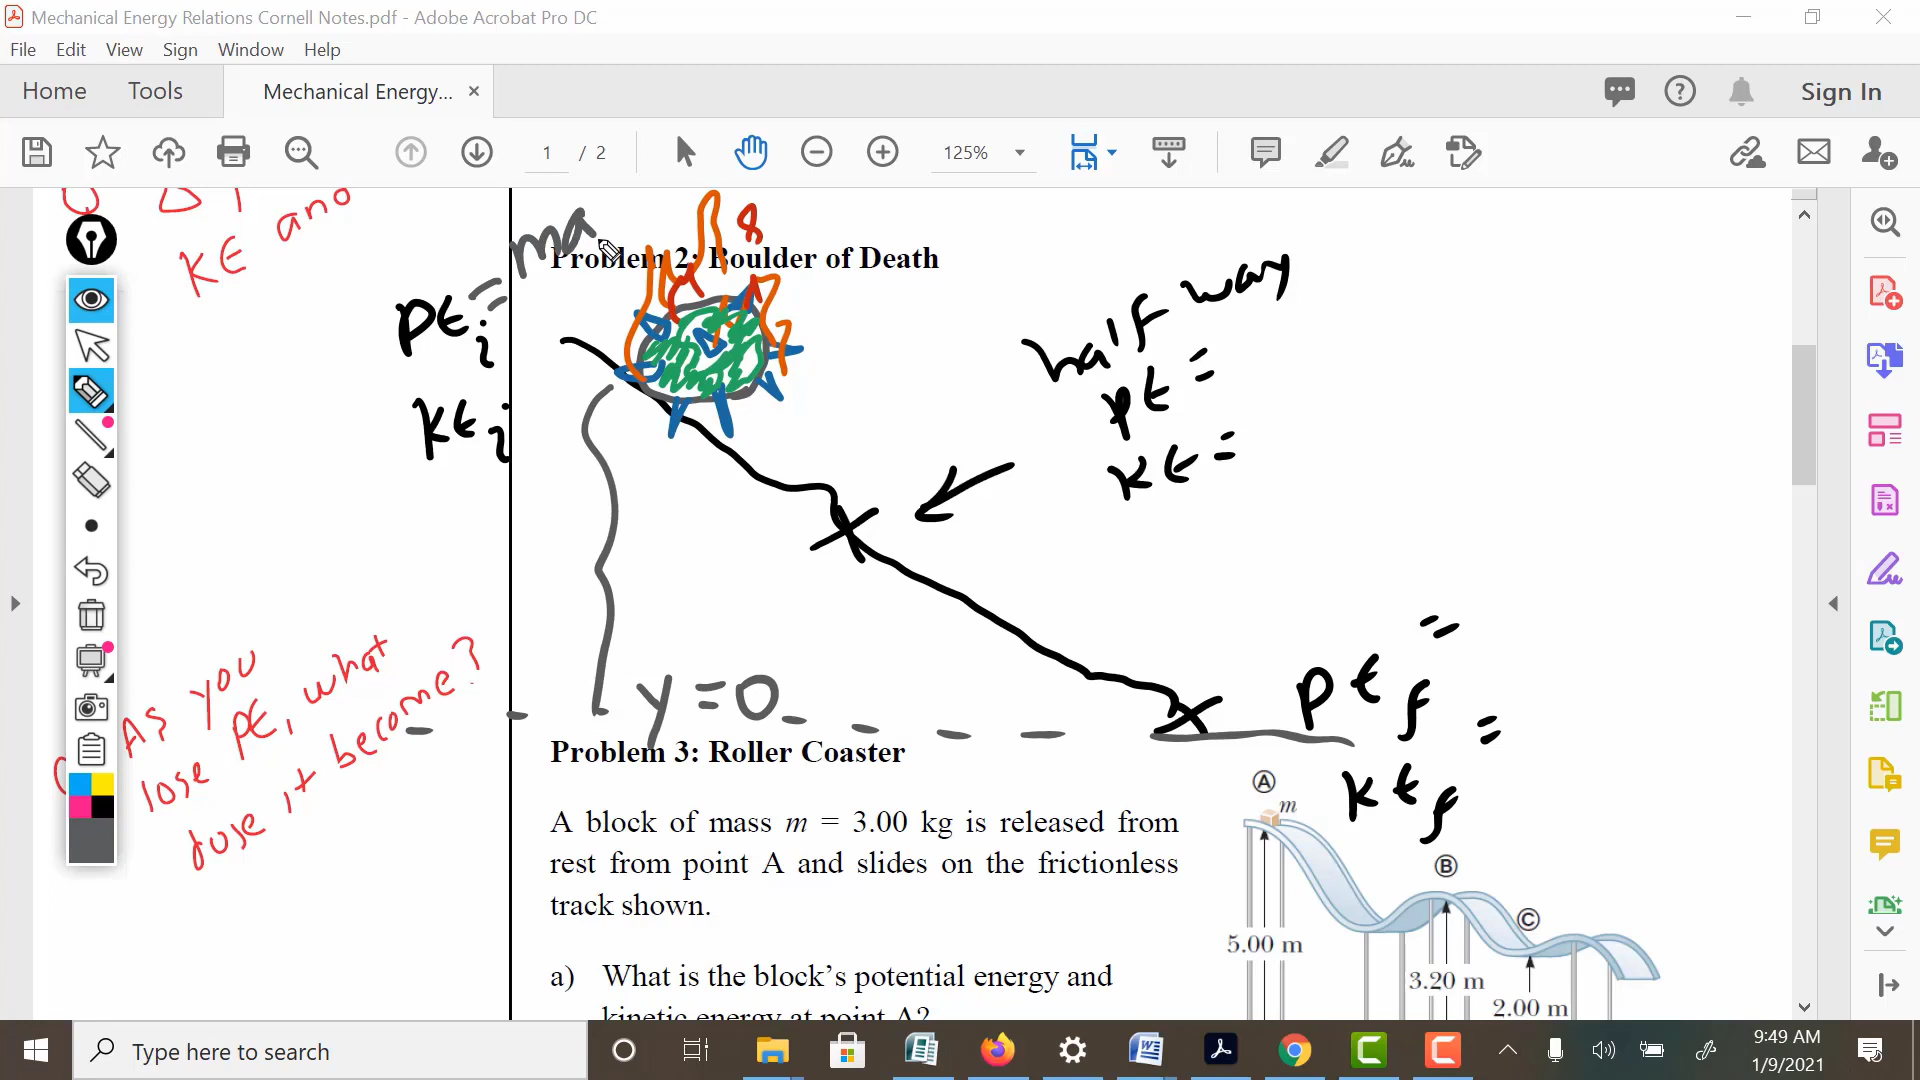 Mechanical Energy Relations Cornell Notes.pdf - Adobe Acrobat Pro DC
File Edit View Sign Window Help
Home Tools Mechanical Energy... × Sign In
1 / 2 125%
KE and
ma
Problem 2: Boulder of Death
PEi =
KEi
half way
PE =
KE =
y = 0
PEf =
KEf =
As you
lose PE, what
does it become?
Problem 3: Roller Coaster
A block of mass m = 3.00 kg is released from
rest from point A and slides on the frictionless
track shown.
a) What is the block's potential energy and
kinetic energy at point A?
A
m
B
C
5.00 m
3.20 m
2.00 m
Type here to search
9:49 AM
1/9/2021